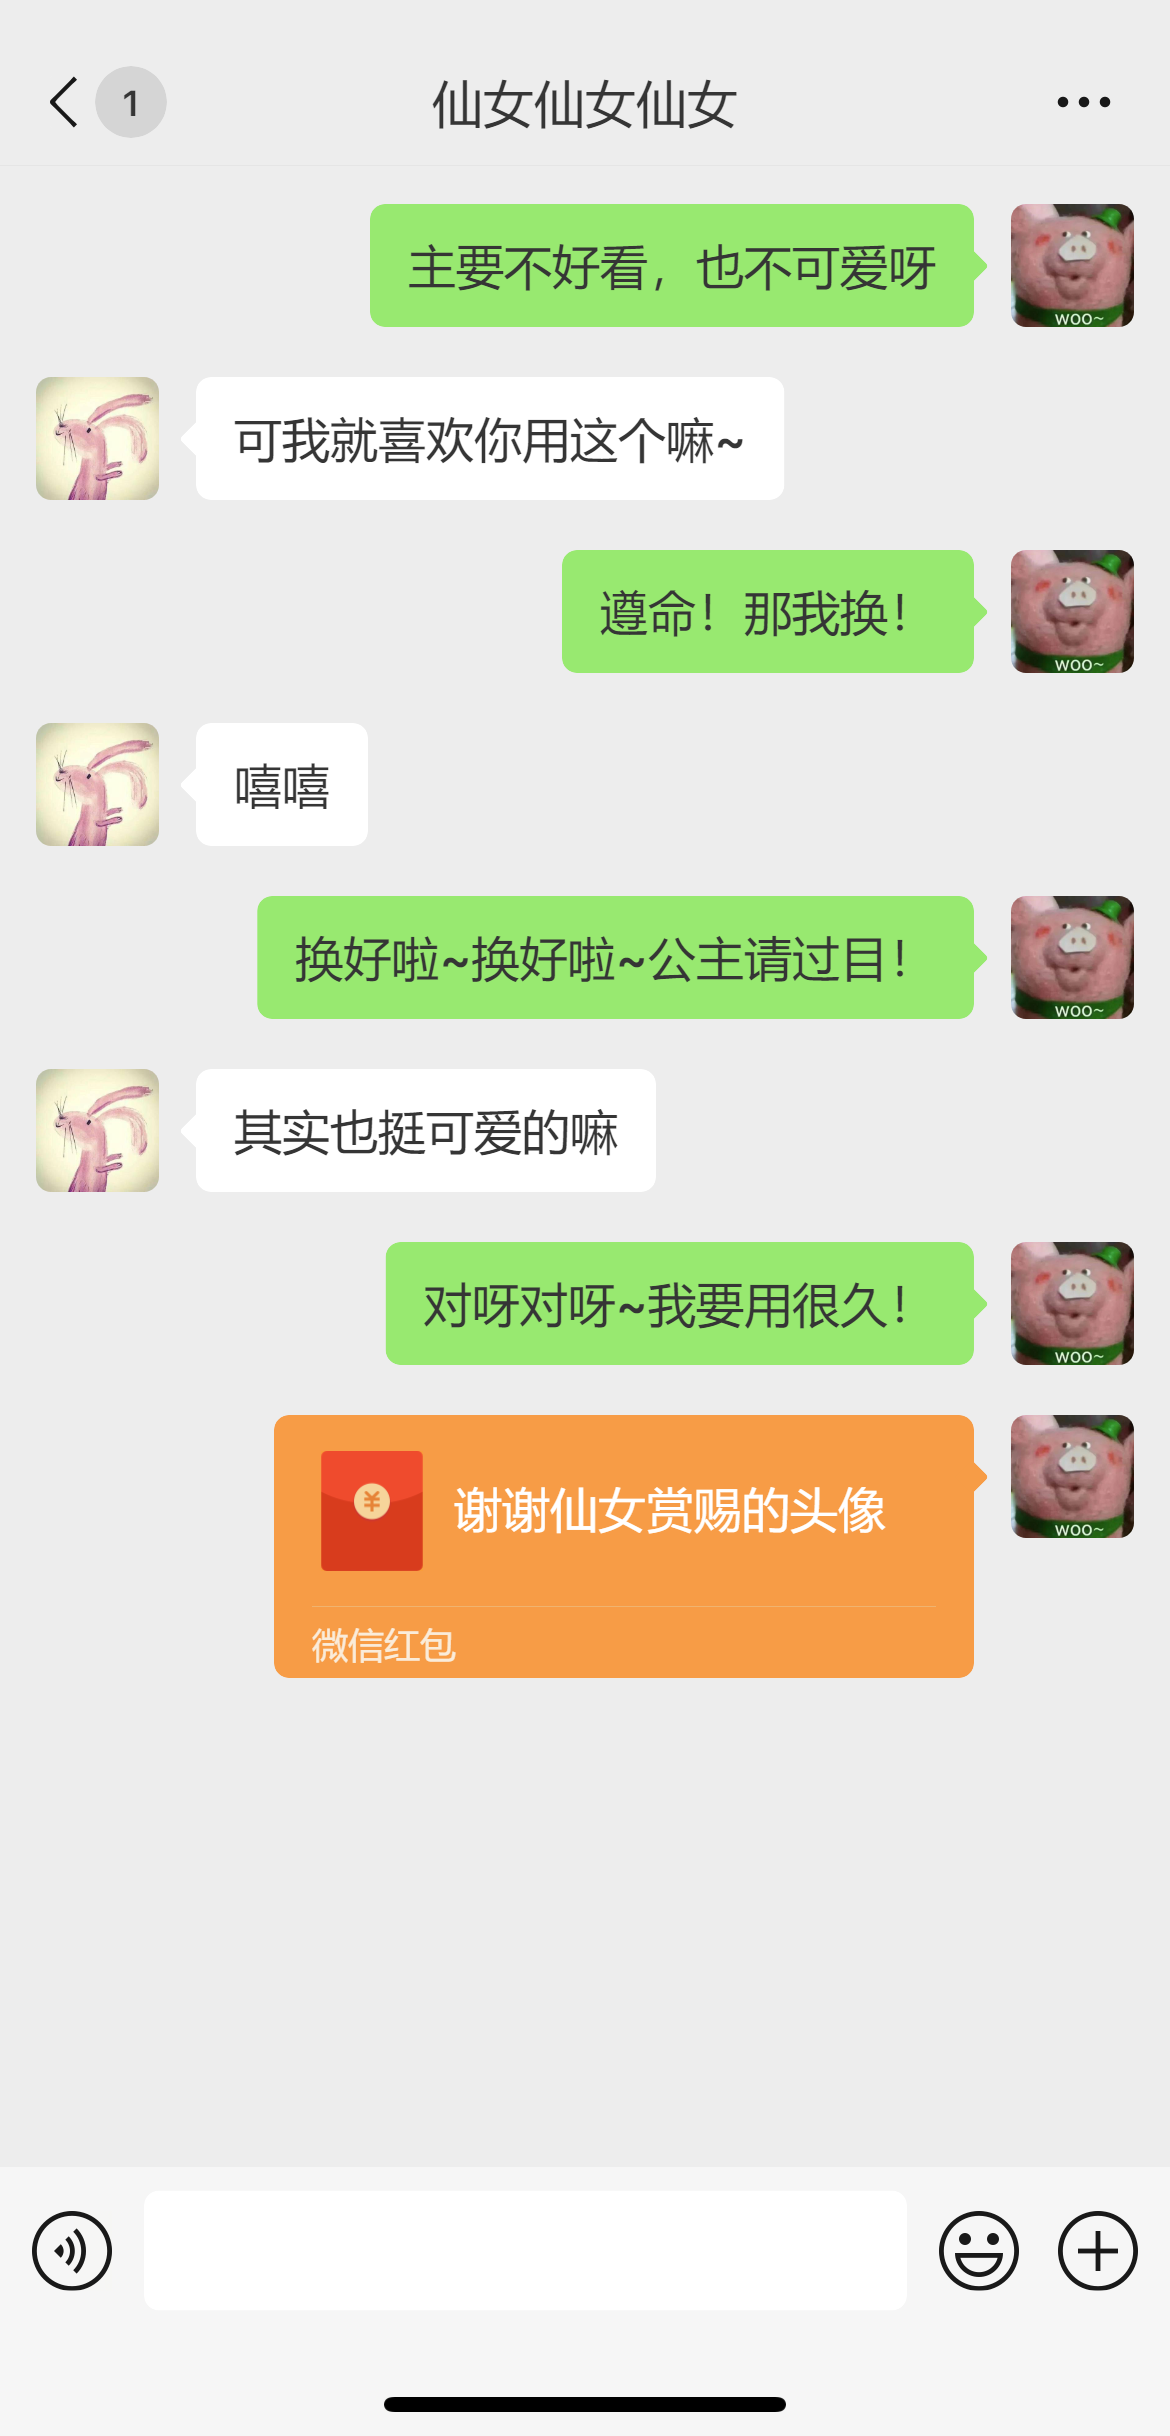 1
仙女仙女仙女
主要不好看，也不可爱呀
WOO~
可我就喜欢你用这个嘛~
遵命！那我换！
WOO~
嘻嘻
换好啦~换好啦~公主请过目！
WOO~
其实也挺可爱的嘛
对呀对呀~我要用很久！
WOO~
¥
谢谢仙女赏赐的头像
WOO~
微信红包